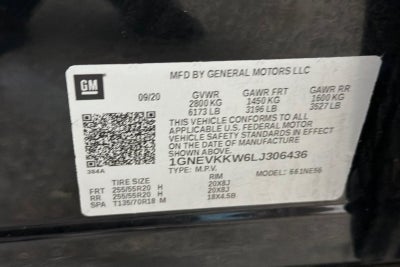 GM
MFD BY GENERAL MOTORS LLC
09/20 GVWR GAWR FRT GAWR RR
2800 KG 1450 KG 1600 KG
6173 LB 3196 LB 3527 LB
THIS VEHICLE CONFORMS TO ALL
APPLICABLE U.S. FEDERAL MOTOR
VEHICLE SAFETY STANDARDS IN EFFECT
ON THE DATE OF MANUFACTURE
SHOWN ABOVE.
1GNEVKKW6LJ306436
384A TYPE: M.P.V. MODEL:
TIRE SIZE RIM
FRT 255/55R20 H 20X8J
RR 255/55R20 H 20X8J
SPA T135/70R18 M 18X4.5B